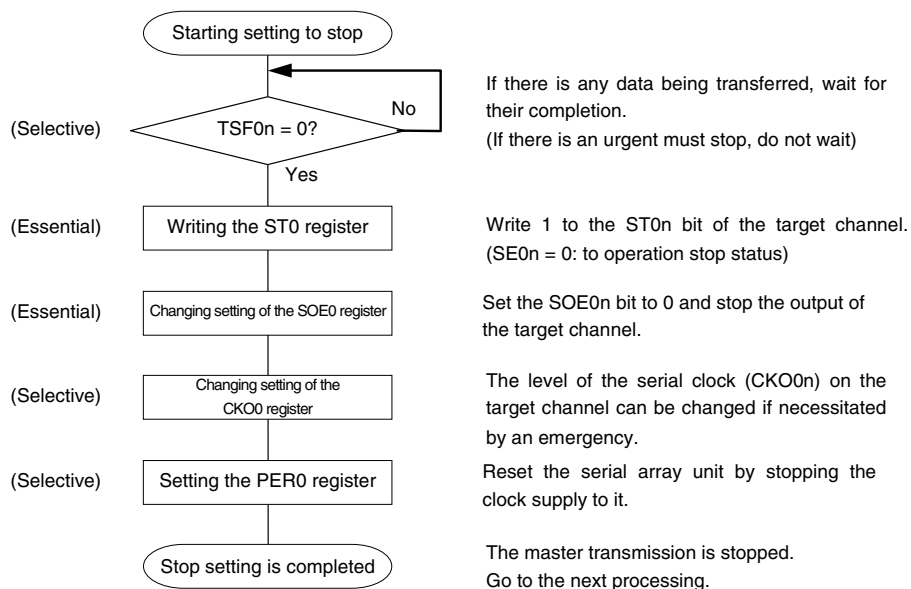 Starting setting to stop
No
(Selective)
TSF0n = 0?
If there is any data being transferred, wait for
their completion.
(If there is an urgent must stop, do not wait)
Yes
(Essential)
Writing the ST0 register
Write 1 to the ST0n bit of the target channel.
(SE0n = 0: to operation stop status)
(Essential)
Changing setting of the SOE0 register
Set the SOE0n bit to 0 and stop the output of
the target channel.
(Selective)
Changing setting of the
CKO0 register
The level of the serial clock (CKO0n) on the
target channel can be changed if necessitated
by an emergency.
(Selective)
Setting the PER0 register
Reset the serial array unit by stopping the
clock supply to it.
Stop setting is completed
The master transmission is stopped.
Go to the next processing.